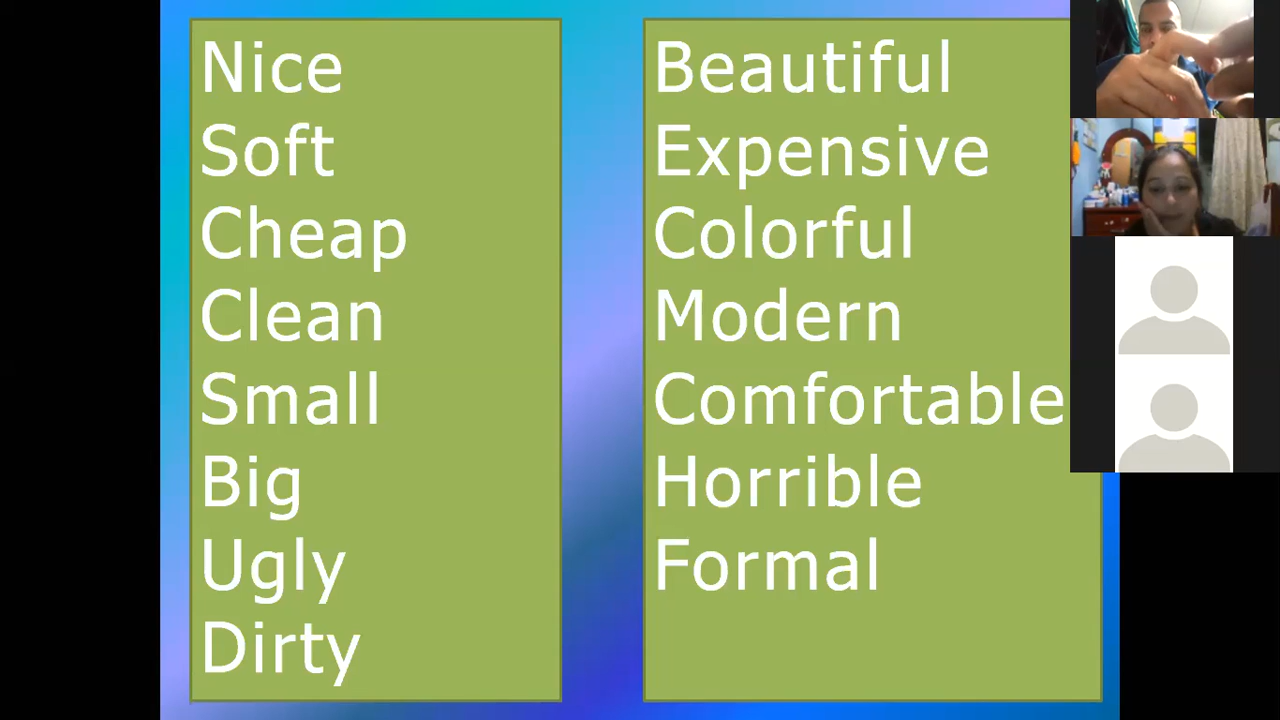 Nice
Soft
Cheap
Clean
Small
Big
Ugly
Dirty
Beautiful
Expensive
Colorful
Modern
Comfortable
Horrible
Formal